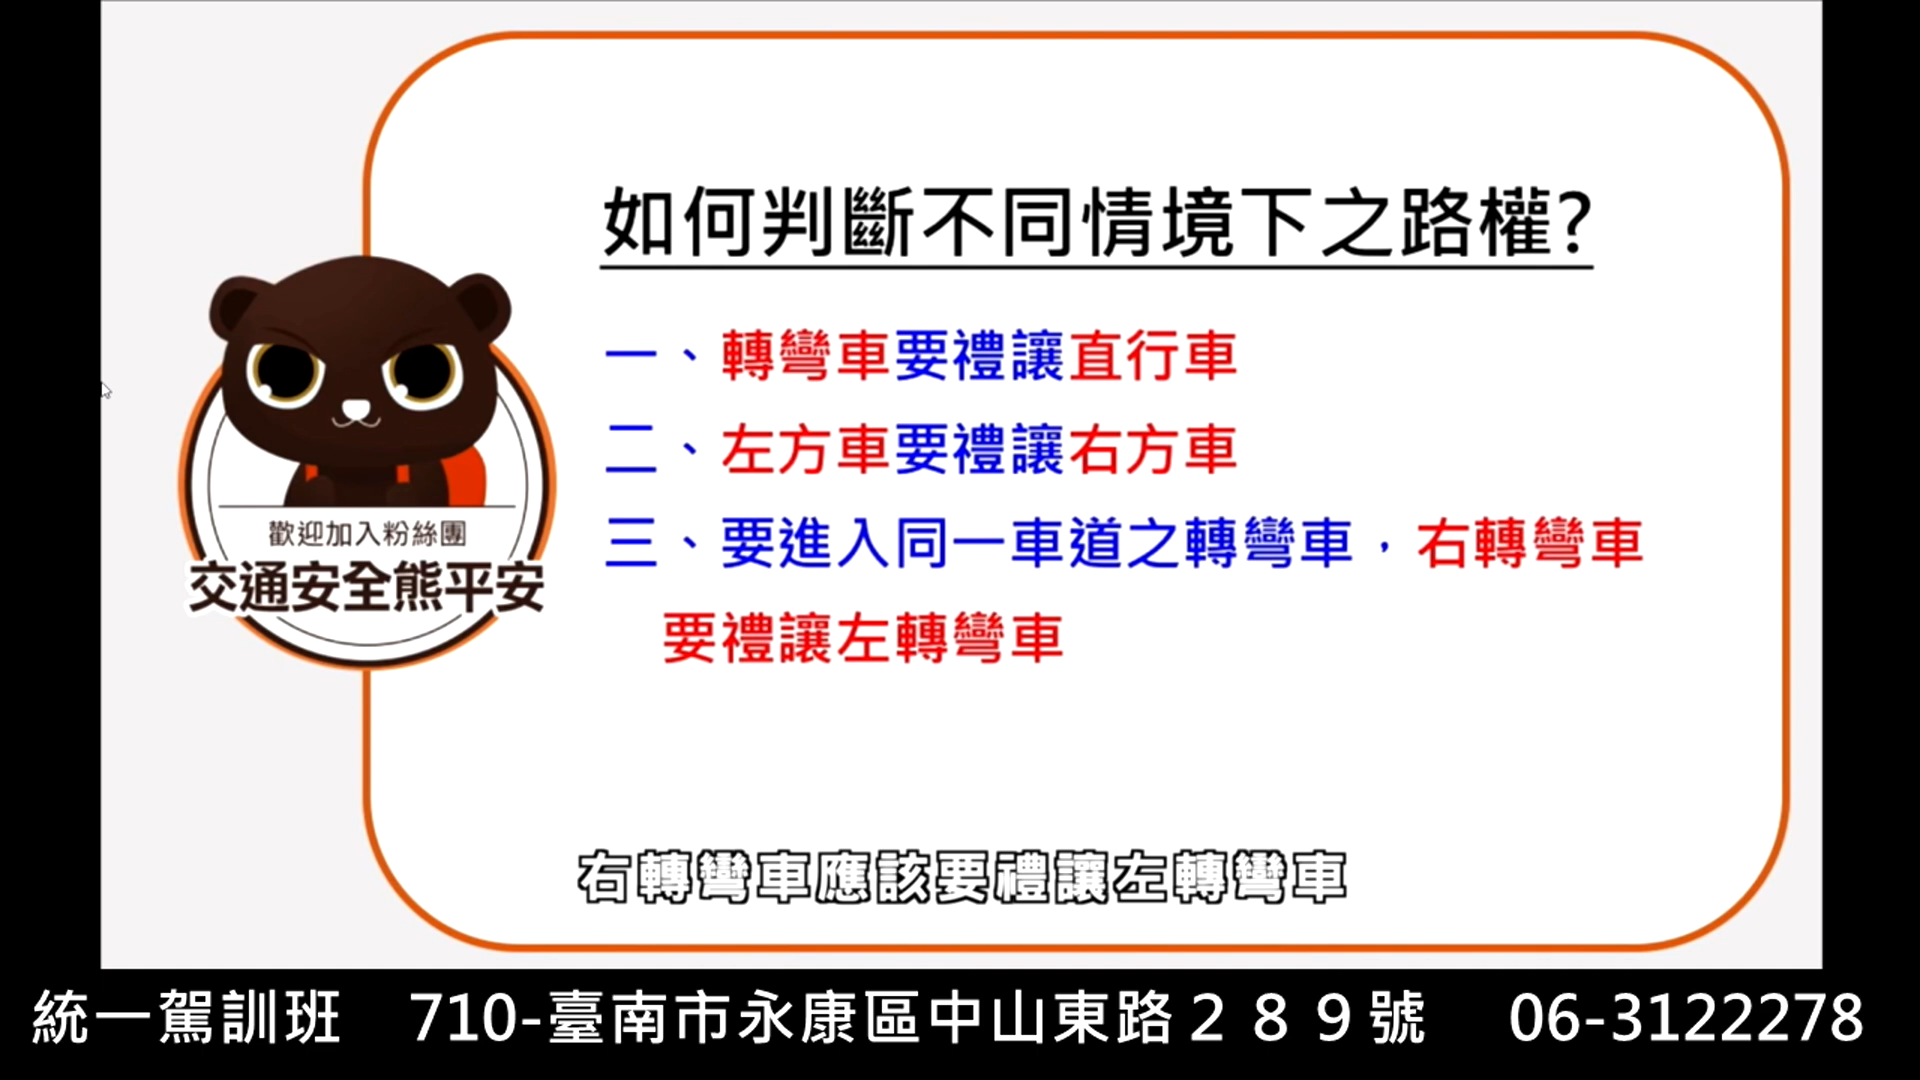 如何判斷不同情境下之路權?
一、轉彎車要禮讓直行車
二、左方車要禮讓右方車
三、要進入同一車道之轉彎車，右轉彎車
要禮讓左轉彎車
歡迎加入粉絲團
交通安全熊平安
右轉彎車應該要禮讓左轉彎車
統一駕訓班 710-臺南市永康區中山東路２８９號 06-3122278